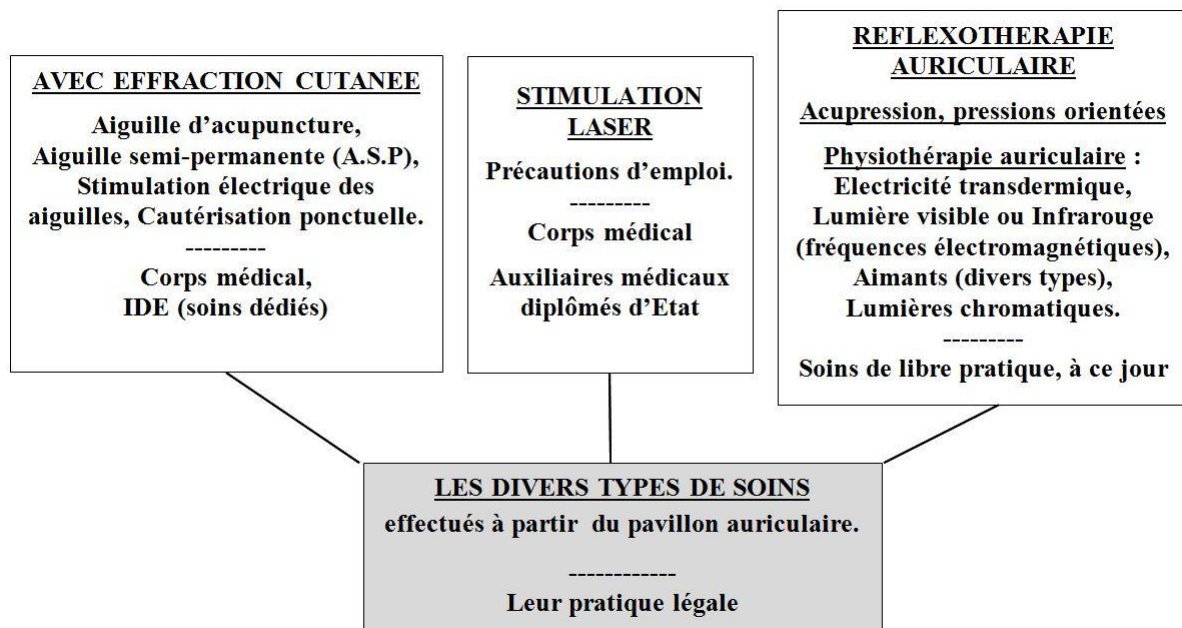 AVEC EFFRACTION CUTANEE
Aiguille d’acupuncture,
Aiguille semi-permanente (A.S.P),
Stimulation électrique des
aiguilles, Cautérisation ponctuelle.
---------
Corps médical,
IDE (soins dédiés)
STIMULATION
LASER
Précautions d’emploi.
---------
Corps médical
Auxiliaires médicaux
diplômés d’Etat
REFLEXOTHERAPIE
AURICULAIRE
Acupression, pressions orientées
Physiothérapie auriculaire :
Electricité transdermique,
Lumière visible ou Infrarouge
(fréquences électromagnétiques),
Aimants (divers types),
Lumières chromatiques.
---------
Soins de libre pratique, à ce jour
LES DIVERS TYPES DE SOINS
effectués à partir du pavillon auriculaire.
------------
Leur pratique légale